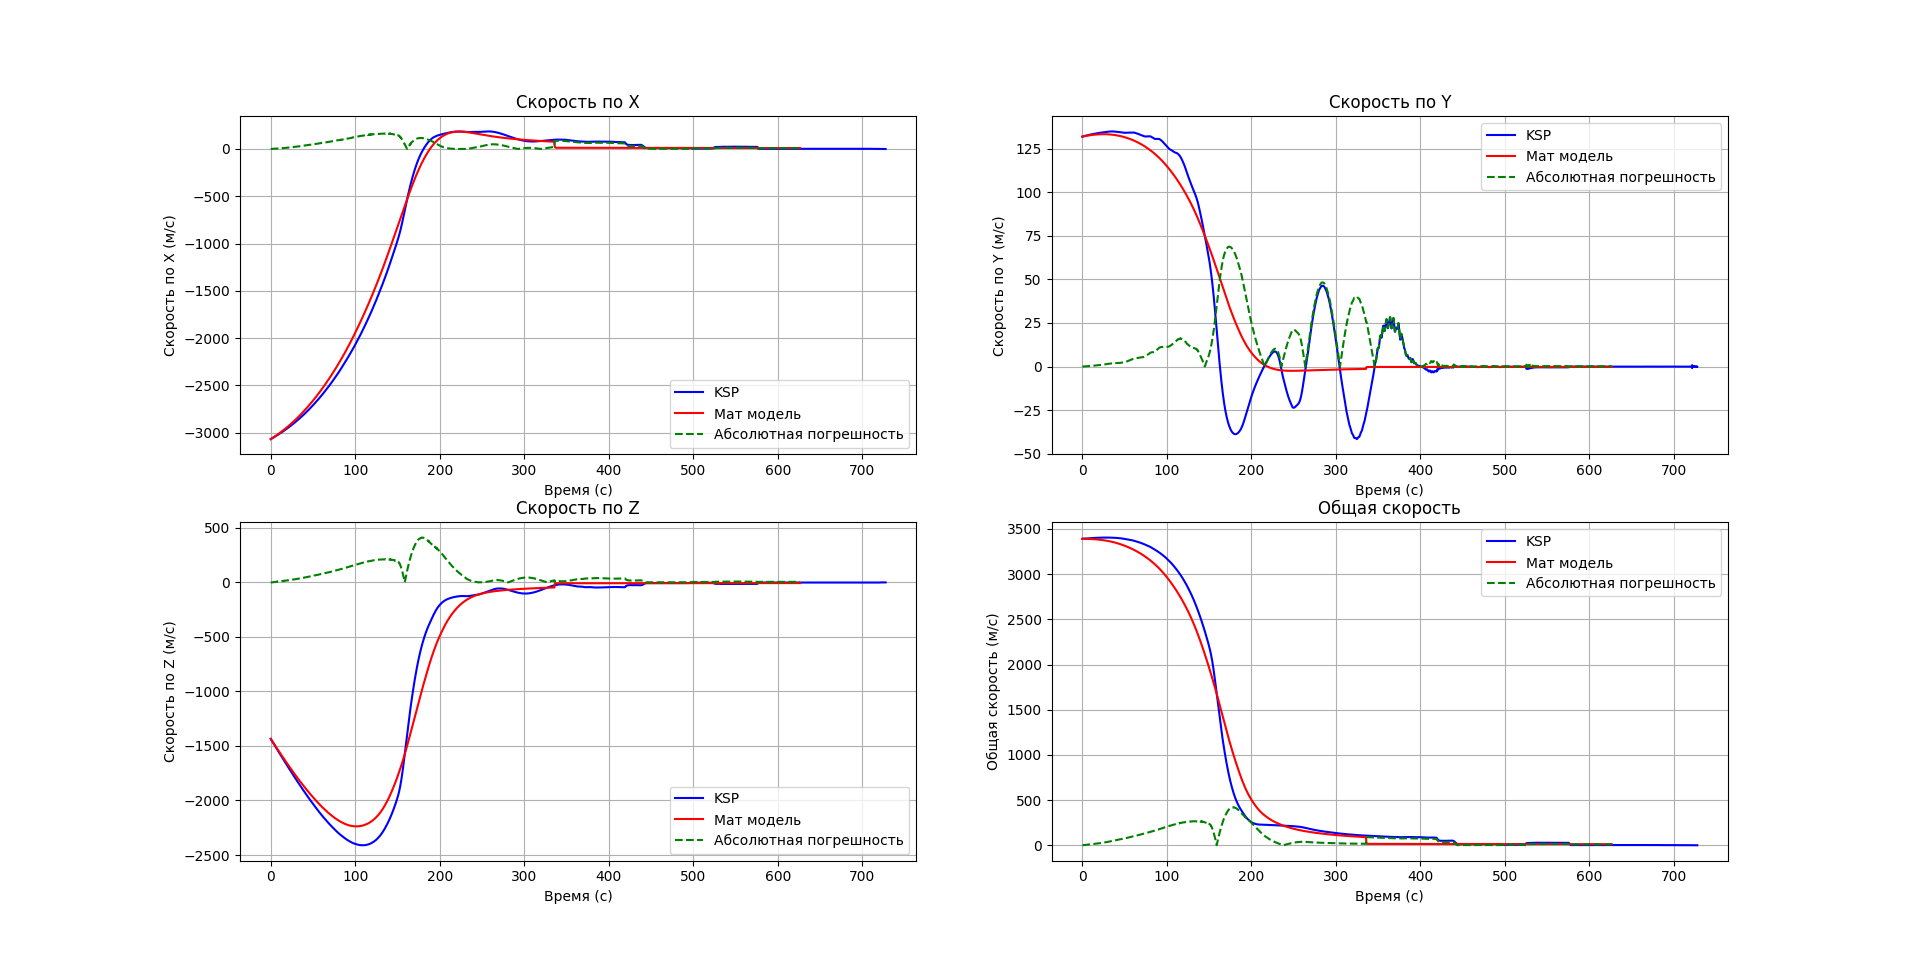 Скорость по X
Скорость по X (м/с)
0
−500
−1000
−1500
−2000
−2500
−3000
KSP
Мат модель
Абсолютная погрешность
0 100 200 300 400 500 600 700
Время (с)
Скорость по Y
Скорость по Y (м/с)
125
100
75
50
25
0
−25
−50
KSP
Мат модель
Абсолютная погрешность
0 100 200 300 400 500 600 700
Время (с)
Скорость по Z
Скорость по Z (м/с)
500
0
−500
−1000
−1500
−2000
−2500
KSP
Мат модель
Абсолютная погрешность
0 100 200 300 400 500 600 700
Время (с)
Общая скорость
Общая скорость (м/с)
3500
3000
2500
2000
1500
1000
500
0
KSP
Мат модель
Абсолютная погрешность
0 100 200 300 400 500 600 700
Время (с)